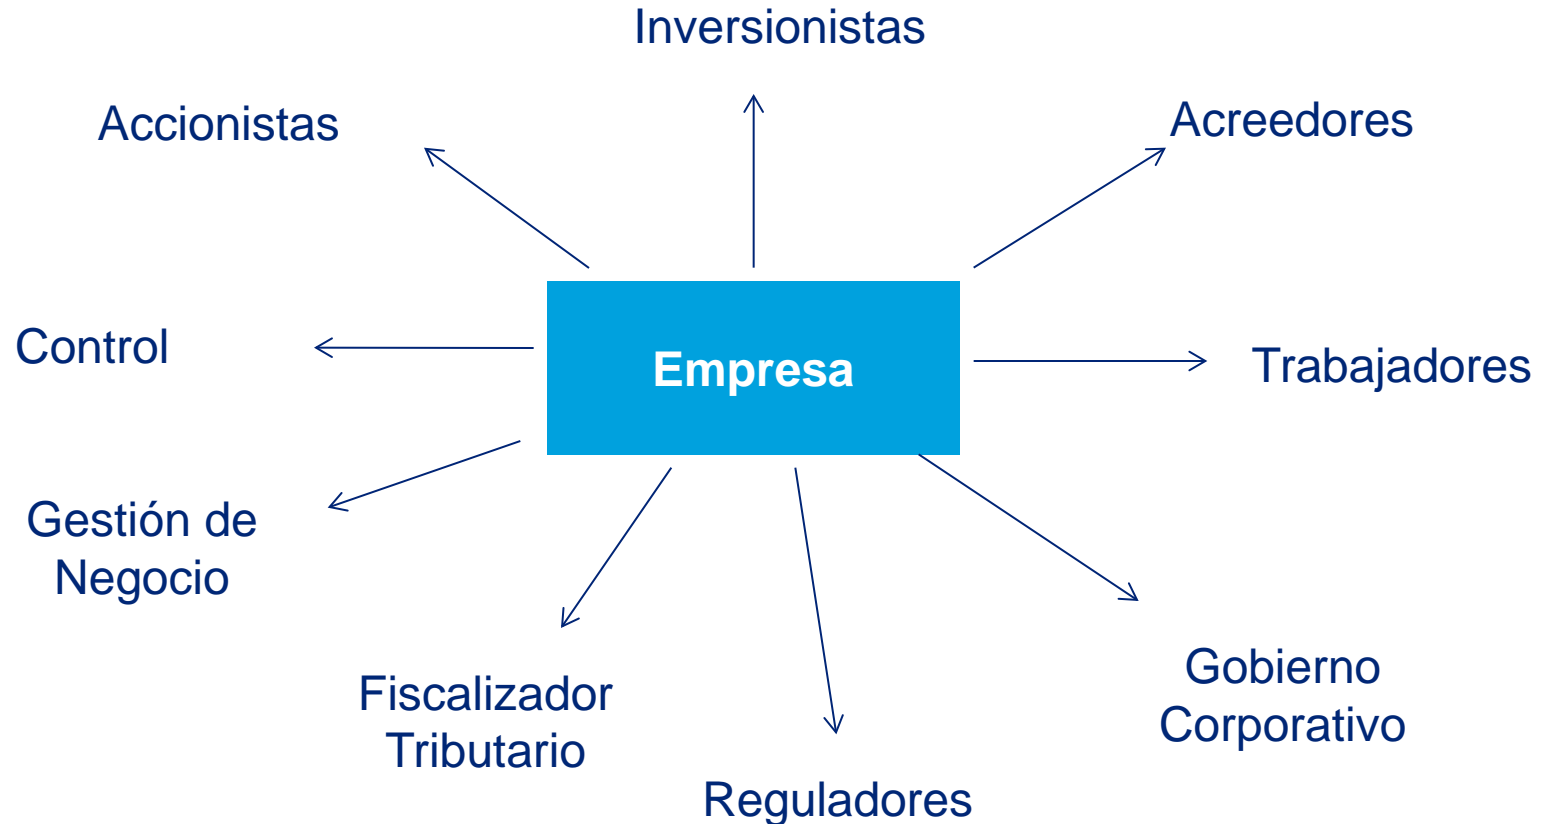 Inversionistas
Accionistas
Acreedores
Control
Empresa
Trabajadores
Gestión de
Negocio
Fiscalizador
Tributario
Gobierno
Corporativo
Reguladores